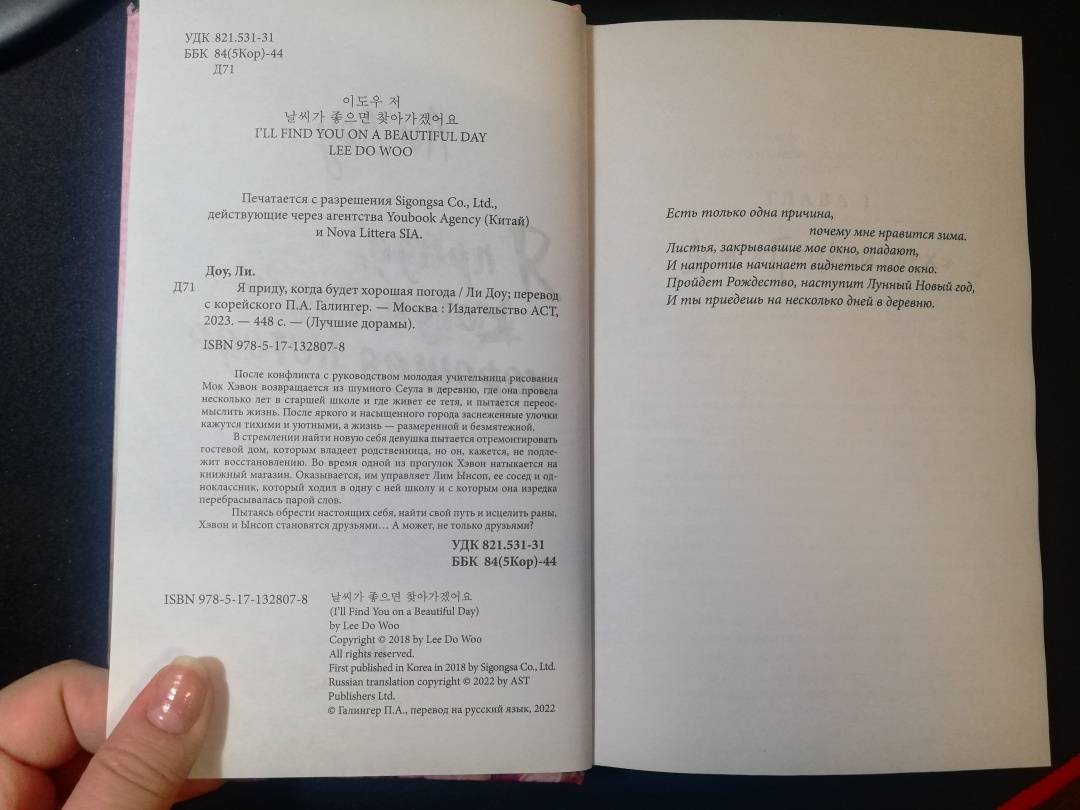 УДК 821.531-31
ББК 84(5Кор)-44
Д71
이도우 저
날씨가 좋으면 찾아가겠어요
I'LL FIND YOU ON A BEAUTIFUL DAY
LEE DO WOO
Печатается с разрешения Sigongsa Co., Ltd.,
действующие через агентства Youbook Agency (Китай)
и Nova Littera SIA.
Доу, Ли.
Д71 Я приду, когда будет хорошая погода / Ли Доу; перевод
с корейского П.А. Галингер. — Москва : Издательство АСТ,
2023. — 448 с. — (Лучшие дорамы).
ISBN 978-5-17-132807-8
После конфликта с руководством молодая учительница рисования
Мок Хэвон возвращается из шумного Сеула в деревню, где она провела
несколько лет в старшей школе и где живет ее тетя, и пытается переос-
мыслить жизнь. После яркого и насыщенного города заснеженные улочки
кажутся тихими и уютными, а жизнь — размеренной и безмятежной.
В стремлении найти новую себя девушка пытается отремонтировать
гостевой дом, которым владеет родственница, но он, кажется, не подле-
жит восстановлению. Во время одной из прогулок Хэвон натыкается на
книжный магазин. Оказывается, им управляет Лим Ынсоп, ее сосед и од-
ноклассник, который ходил в одну с ней школу и с которым она изредка
перебрасывалась парой слов.
Пытаясь обрести настоящих себя, найти свой путь и исцелить раны,
Хэвон и Ынсоп становятся друзьями... А может, не только друзьями?
УДК 821.531-31
ББК 84(5Кор)-44
ISBN 978-5-17-132807-8
날씨가 좋으면 찾아가겠어요
(I'll Find You on a Beautiful Day)
by Lee Do Woo
Copyright © 2018 by Lee Do Woo
All rights reserved.
First published in Korea in 2018 by Sigongsa Co., Ltd.
Russian translation copyright © 2022 by AST
Publishers Ltd.
© Галингер П.А., перевод на русский язык, 2022
Есть только одна причина,
почему мне нравится зима.
Листья, закрывавшие мое окно, опадают,
И напротив начинает виднеться твое окно.
Пройдет Рождество, наступит Лунный Новый год,
И ты приедешь на несколько дней в деревню.